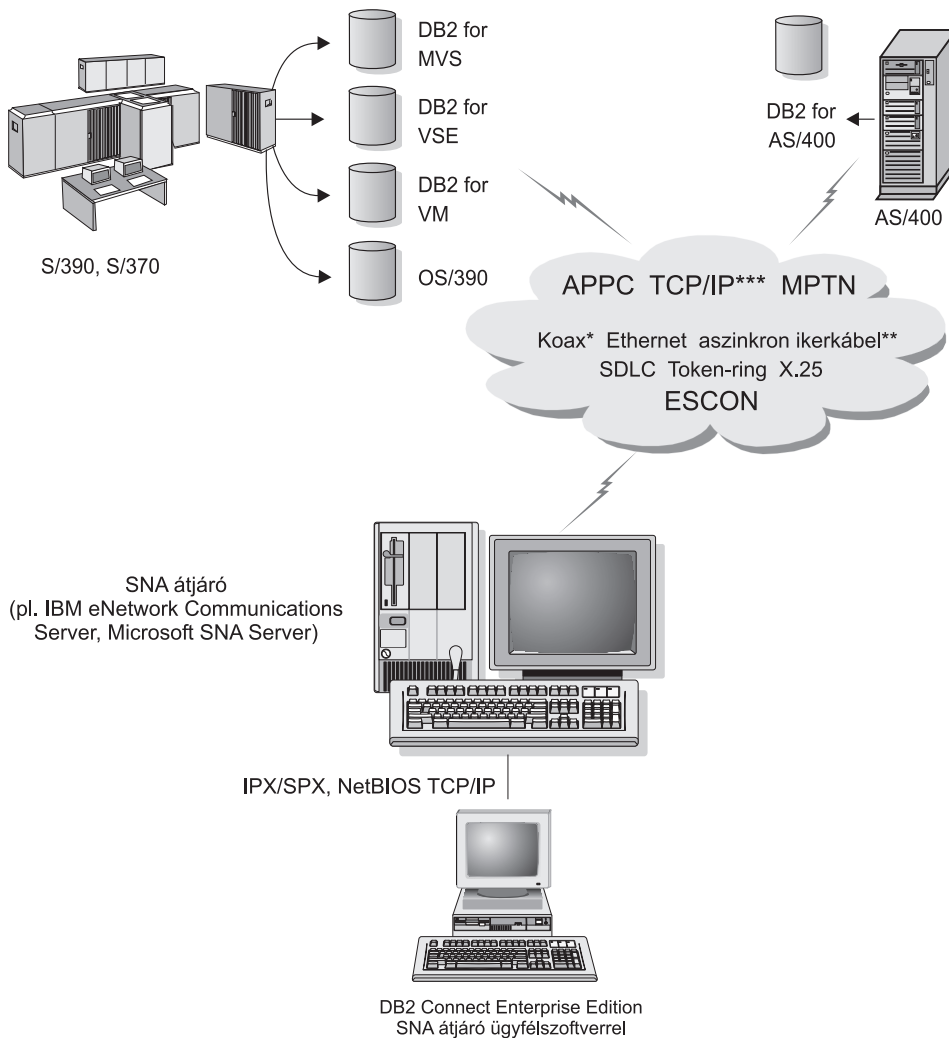 DB2 for
MVS
DB2 for
VSE
DB2 for
VM
OS/390
S/390, S/370
DB2 for
AS/400
AS/400
APPC TCP/IP*** MPTN
Koax* Ethernet aszinkron ikerkábel**
SDLC Token-ring X.25
ESCON
SNA átjáró
(pl. IBM eNetwork Communications
Server, Microsoft SNA Server)
IPX/SPX, NetBIOS TCP/IP
DB2 Connect Enterprise Edition
SNA átjáró ügyfélszoftverrel